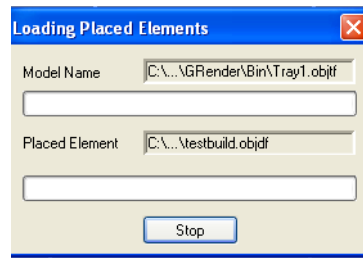 Loading Placed Elements
Model Name C:\...\GRender\Bin\Tray1.objtf
Placed Element C:\...\testbuild.objdf
Stop